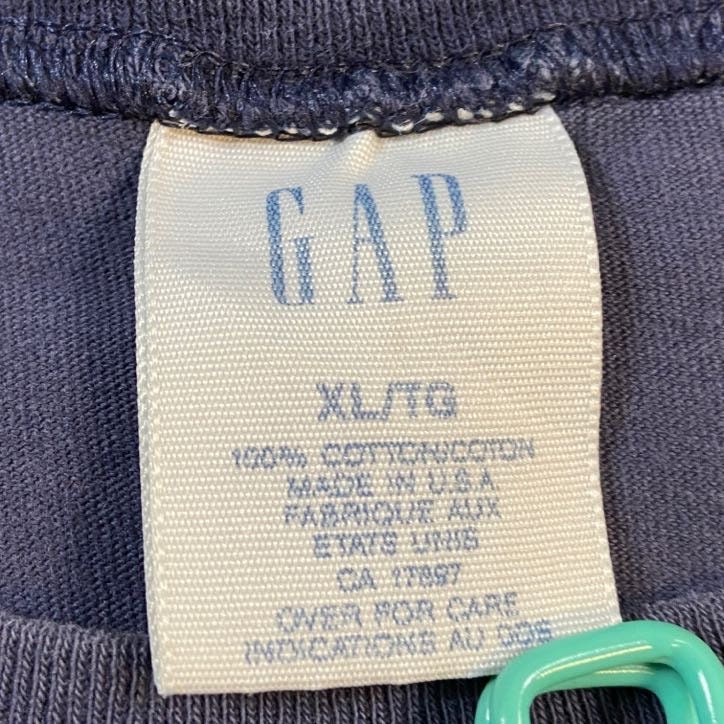 GAP
XL/TG
100% COTTON/COTON
MADE IN U.S.A
FABRIQUE AUX
ETATS UNIS
CA 17897
OVER FOR CARE
INDICATIONS AU DOS